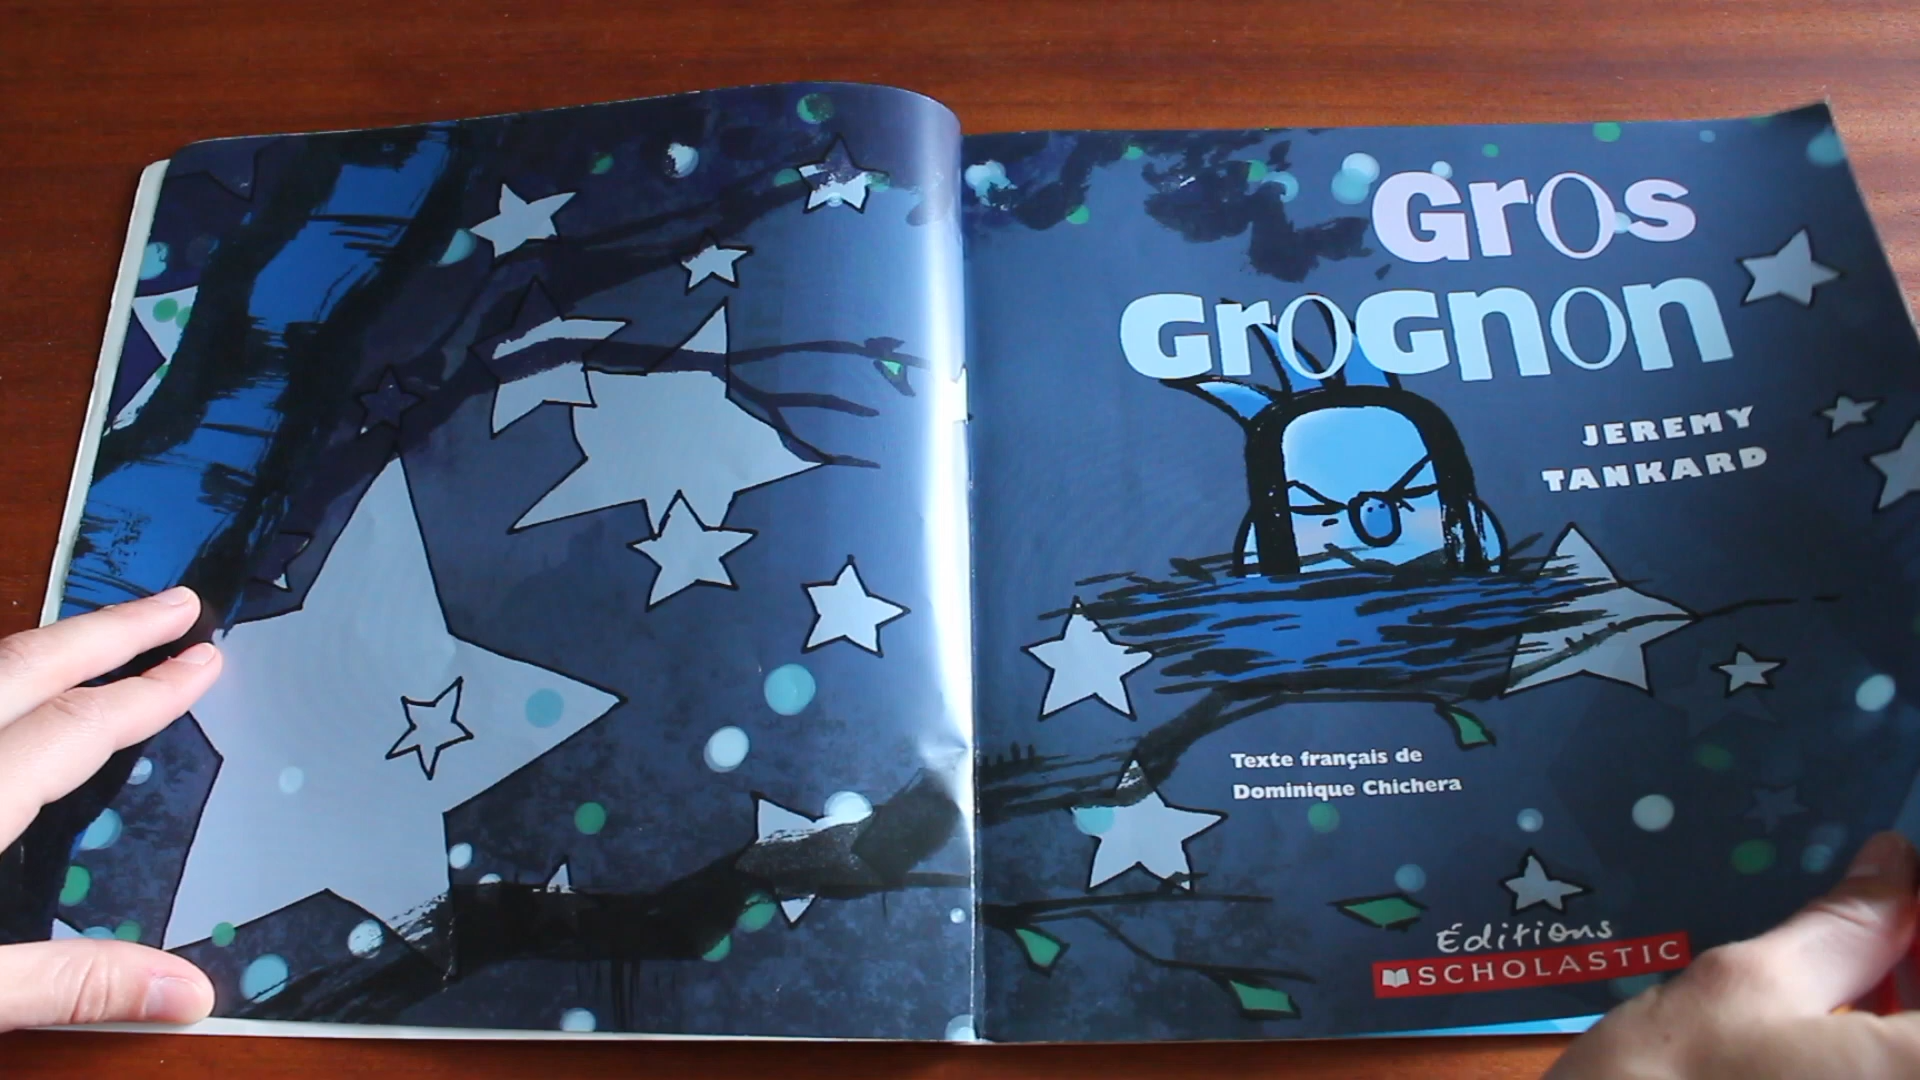 Gros
Grognon
JEREMY
TANKARD
Texte français de
Dominique Chichera
Éditions
SCHOLASTIC